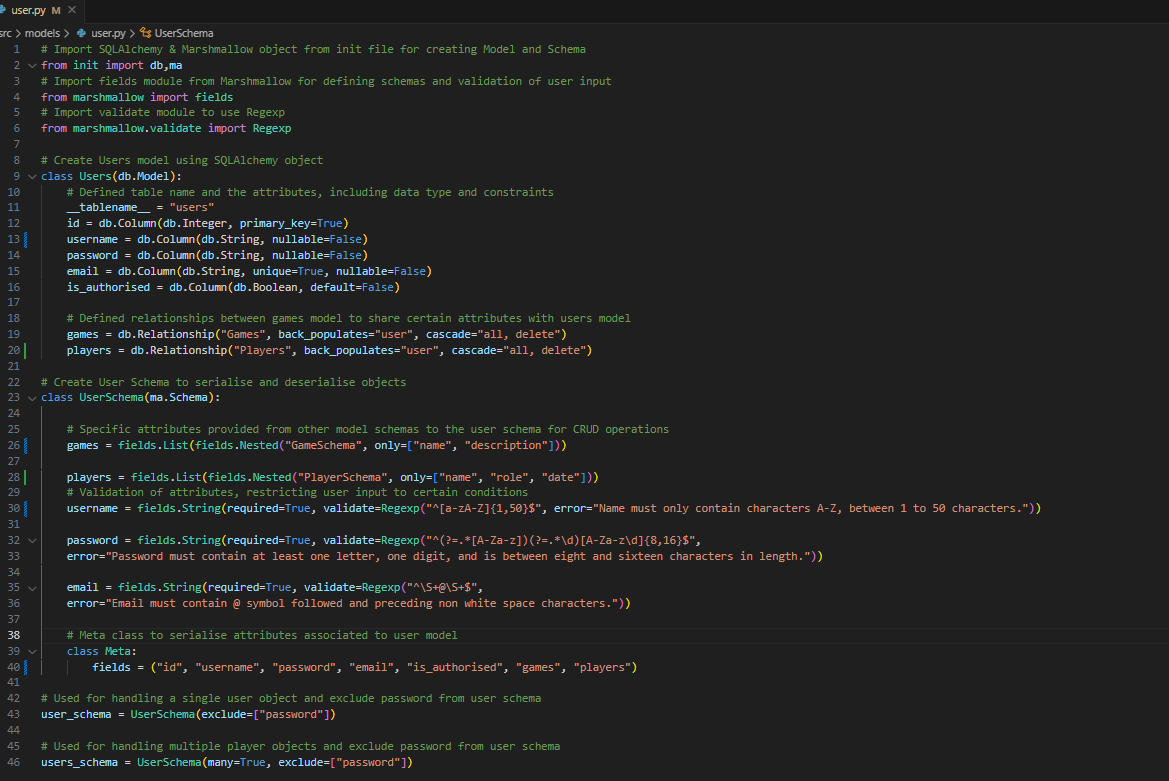 user.py M ×
src > models > user.py > UserSchema
1 # Import SQLAlchemy & Marshmallow object from init file for creating Model and Schema
2 from init import db,ma
3 # Import fields module from Marshmallow for defining schemas and validation of user input
4 from marshmallow import fields
5 # Import validate module to use Regexp
6 from marshmallow.validate import Regexp
7
8 # Create Users model using SQLAlchemy object
9 class Users(db.Model):
10 # Defined table name and the attributes, including data type and constraints
11 __tablename__ = "users"
12 id = db.Column(db.Integer, primary_key=True)
13 username = db.Column(db.String, nullable=False)
14 password = db.Column(db.String, nullable=False)
15 email = db.Column(db.String, unique=True, nullable=False)
16 is_authorised = db.Column(db.Boolean, default=False)
17
18 # Defined relationships between games model to share certain attributes with users model
19 games = db.Relationship("Games", back_populates="user", cascade="all, delete")
20 players = db.Relationship("Players", back_populates="user", cascade="all, delete")
21
22 # Create User Schema to serialise and deserialise objects
23 class UserSchema(ma.Schema):
24
25 # Specific attributes provided from other model schemas to the user schema for CRUD operations
26 games = fields.List(fields.Nested("GameSchema", only=["name", "description"]))
27
28 players = fields.List(fields.Nested("PlayerSchema", only=["name", "role", "date"]))
29 # Validation of attributes, restricting user input to certain conditions
30 username = fields.String(required=True, validate=Regexp("^[a-zA-Z]{1,50}$", error="Name must only contain characters A-Z, between 1 to 50 characters."))
31
32 password = fields.String(required=True, validate=Regexp("^(?=.*[A-Za-z])(?=.*\d)[A-Za-z\d]{8,16}$",
33 error="Password must contain at least one letter, one digit, and is between eight and sixteen characters in length."))
34
35 email = fields.String(required=True, validate=Regexp("^\S+@\S+$",
36 error="Email must contain @ symbol followed and preceding non white space characters."))
37
38 # Meta class to serialise attributes associated to user model
39 class Meta:
40 fields = ("id", "username", "password", "email", "is_authorised", "games", "players")
41
42 # Used for handling a single user object and exclude password from user schema
43 user_schema = UserSchema(exclude=["password"])
44
45 # Used for handling multiple player objects and exclude password from user schema
46 users_schema = UserSchema(many=True, exclude=["password"])